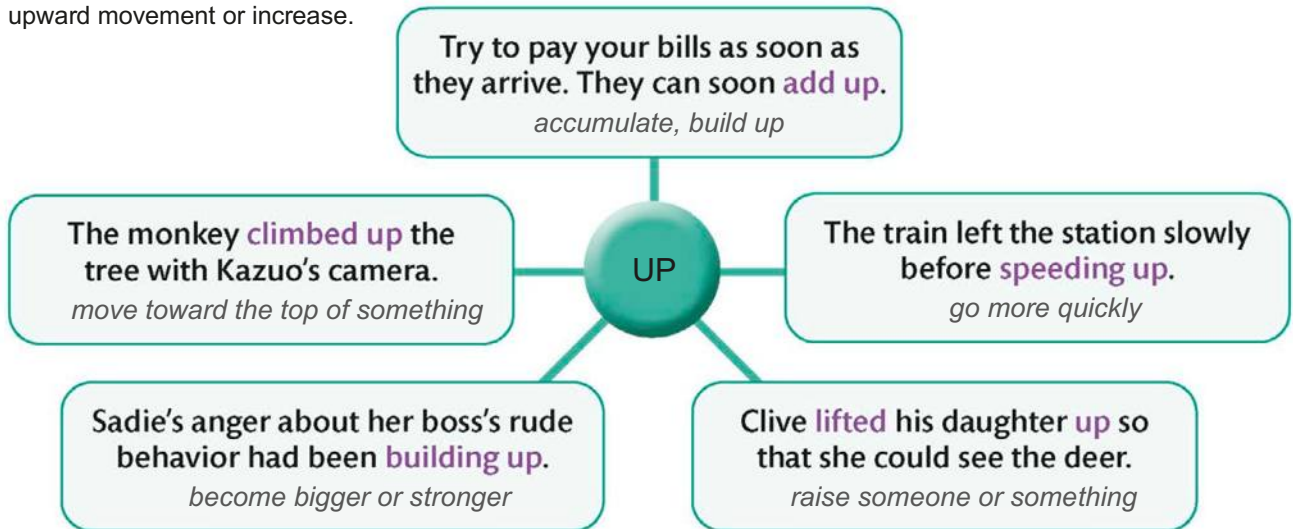 upward movement or increase.
Try to pay your bills as soon as
they arrive. They can soon add up.
accumulate, build up
The monkey climbed up the
tree with Kazuo's camera.
move toward the top of something
UP
The train left the station slowly
before speeding up.
go more quickly
Sadie's anger about her boss's rude
behavior had been building up.
become bigger or stronger
Clive lifted his daughter up so
that she could see the deer.
raise someone or something